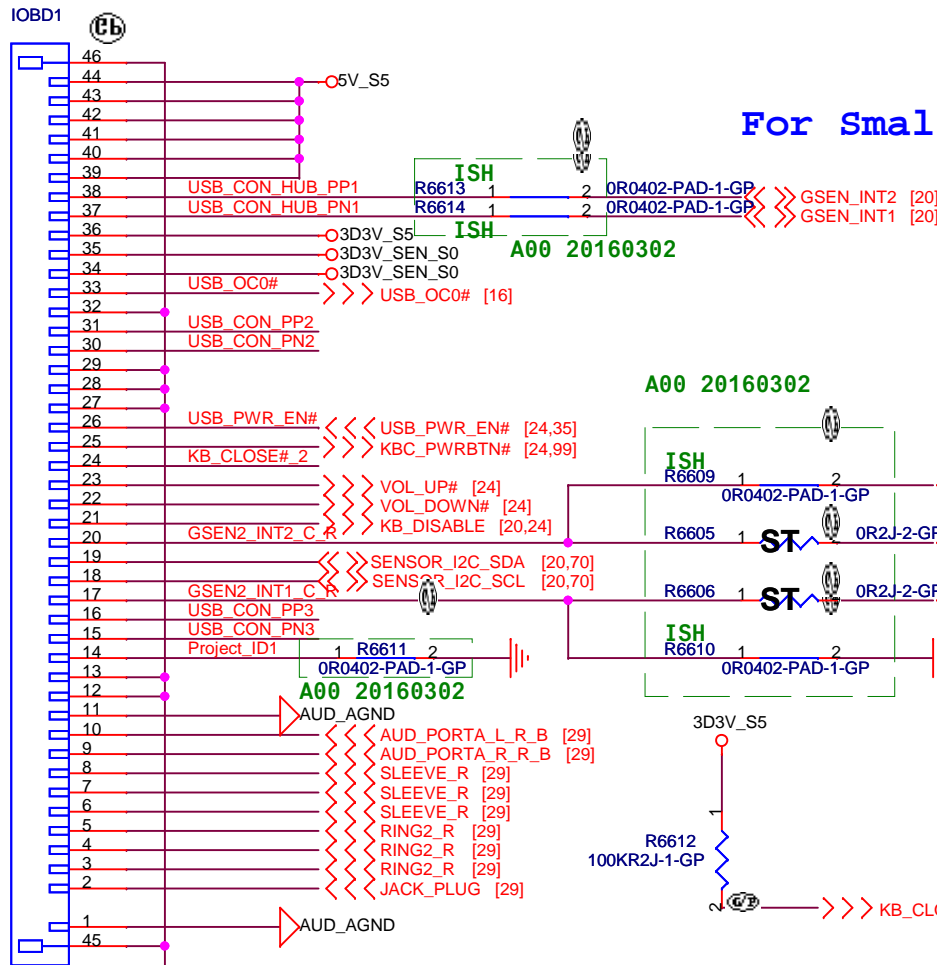 IOBD1
46
44
5V_S5
43
42
41
40
39
For Smal
ISH
38 USB_CON_HUB_PP1 R6613 1 2 0R0402-PAD-1-GP GSEN_INT2 [20]
37 USB_CON_HUB_PN1 R6614 1 2 0R0402-PAD-1-GP GSEN_INT1 [20]
ISH
A00 20160302
36 3D3V_S5
35 3D3V_SEN_S0
34 3D3V_SEN_S0
33 USB_OC0# USB_OC0# [16]
32
31 USB_CON_PP2
30 USB_CON_PN2
29
28
27
A00 20160302
26 USB_PWR_EN# USB_PWR_EN# [24,35]
25 KBC_PWRBTN# [24,99]
24 KB_CLOSE#_2
23 VOL_UP# [24]
22 VOL_DOWN# [24]
21 KB_DISABLE [20,24]
20 GSEN2_INT2_C_R
ISH
R6609 1 2
0R0402-PAD-1-GP
R6605 1 ST 2 0R2J-2-GP
19 SENSOR_I2C_SDA [20,70]
18 SENSOR_I2C_SCL [20,70]
17 GSEN2_INT1_C_R
R6606 1 ST 2 0R2J-2-GP
16 USB_CON_PP3
15 USB_CON_PN3
ISH
R6610 1 2
0R0402-PAD-1-GP
14 Project_ID1 1 R6611 2
0R0402-PAD-1-GP
A00 20160302
13
12
11 AUD_AGND
10 AUD_PORTA_L_R_B [29]
9 AUD_PORTA_R_R_B [29]
8 SLEEVE_R [29]
7 SLEEVE_R [29]
6 SLEEVE_R [29]
5 RING2_R [29]
4 RING2_R [29]
3 RING2_R [29]
2 JACK_PLUG [29]
1 AUD_AGND
45
3D3V_S5
1
R6612
100KR2J-1-GP
2
KB_CLO